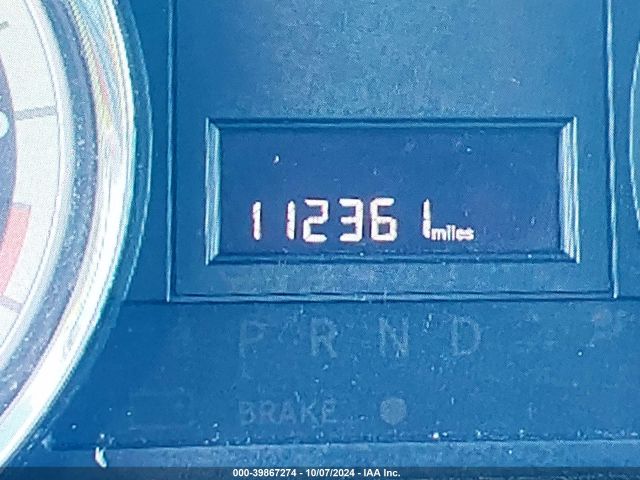 112361 miles
P R N D
BRAKE
000-39867274 - 10/07/2024 - IAA Inc.